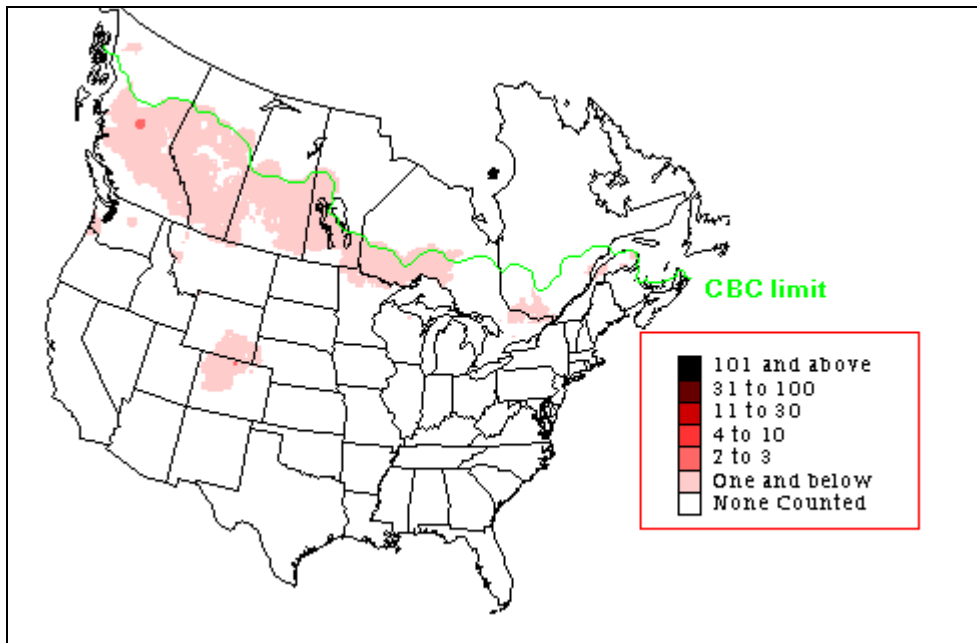 CBC limit
101 and above
31 to 100
11 to 30
4 to 10
2 to 3
One and below
None Counted